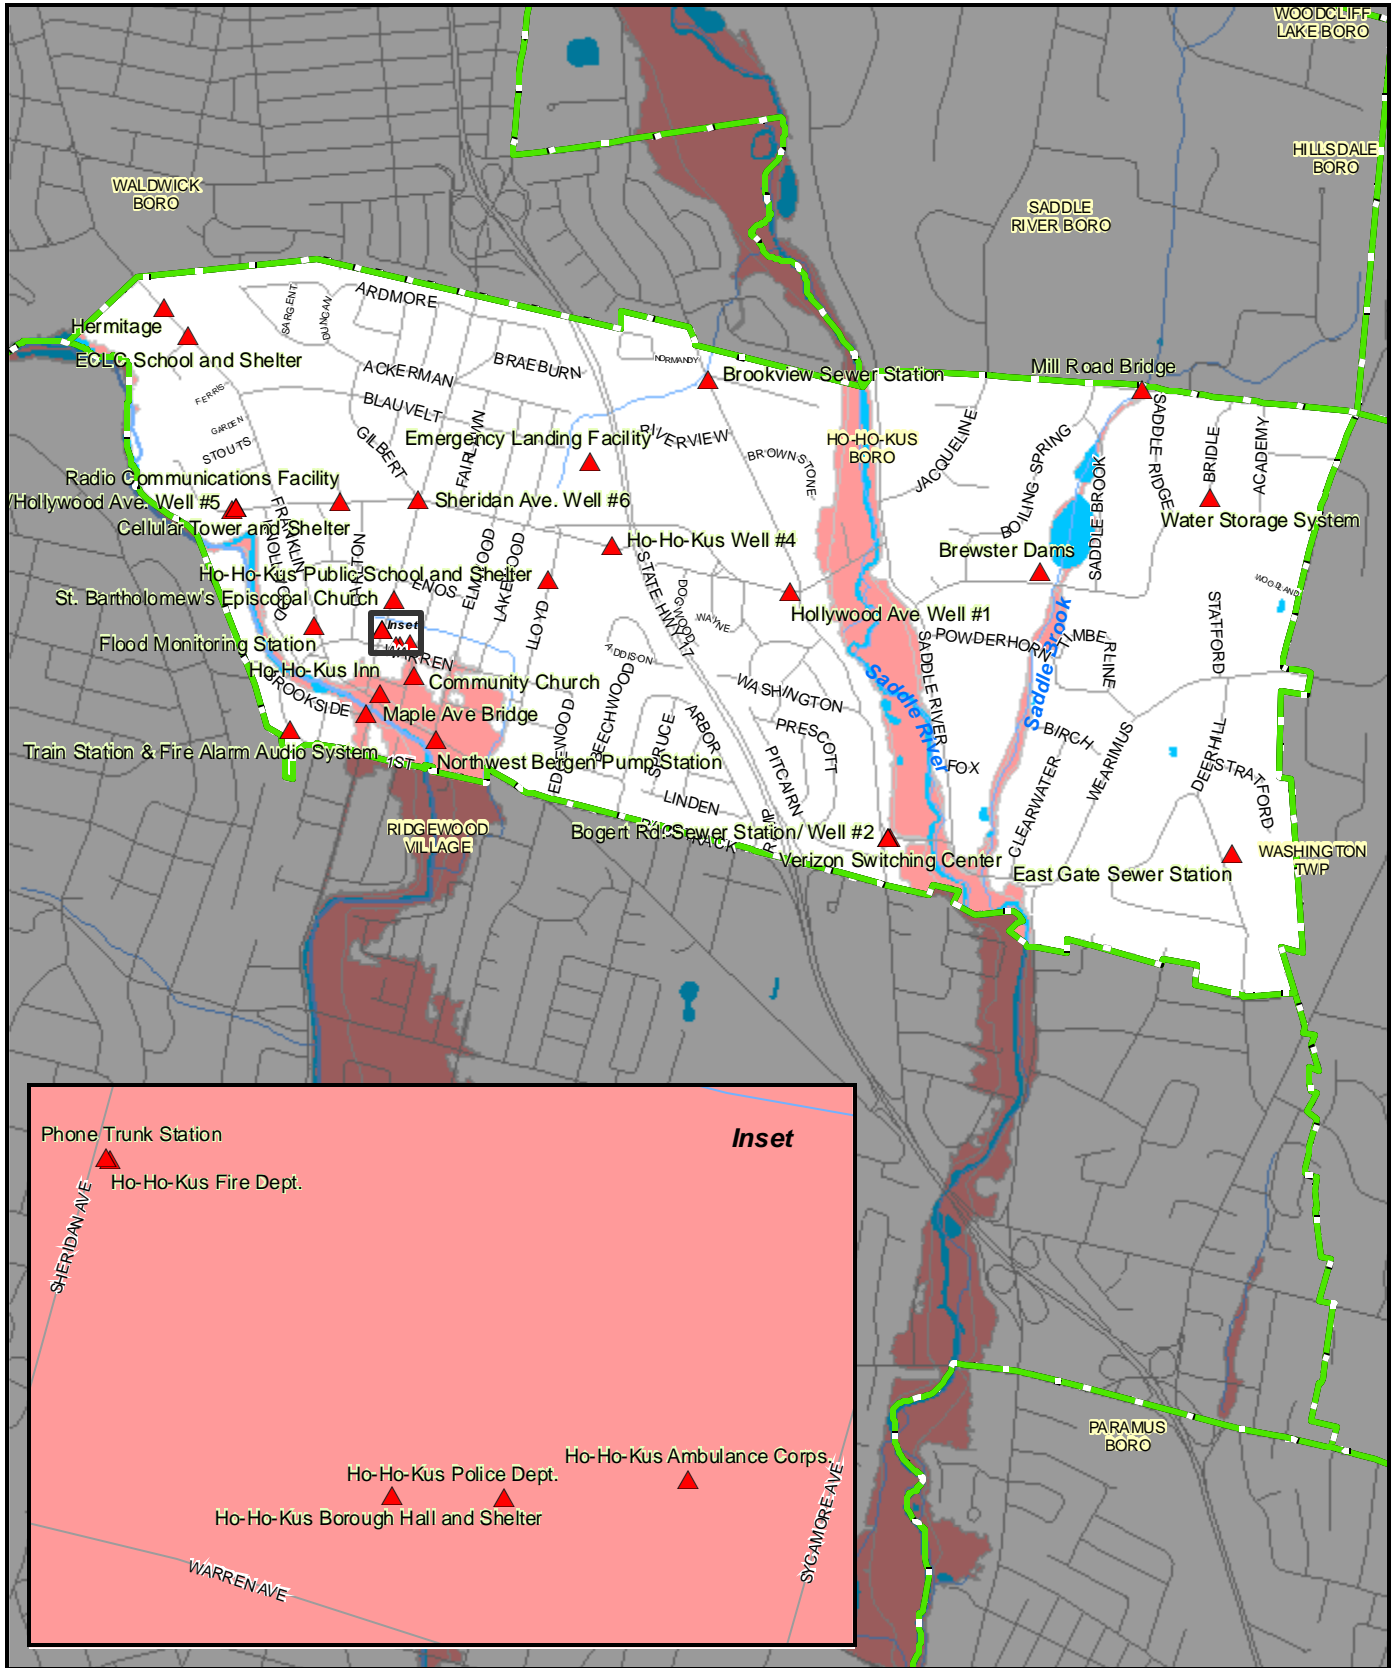 WOODCLIFF
LAKE BORO
HILLSDALE
BORO
WALDWICK
BORO
SADDLE
RIVER BORO
SARGENT
DUNCAN
ARDMORE
Hermitage
ECLC School and Shelter
ACKERMAN
BRAEBURN
NORMANDY
Brookview Sewer Station
Mill Road Bridge
FERRIS
GARDEN
STOUTS
BLAUVELT
GILBERT
FAIRLAWN
Emergency Landing Facility
RIVERVIEW
BROWNSTONE
HO-HO-KUS
BORO
JACQUELINE
BOILING SPRING
SADDLE BROOK
SADDLE RIDGE
BRIDLE
ACADEMY
Radio Communications Facility
/Hollywood Ave. Well #5
Sheridan Ave. Well #6
Cellular Tower and Shelter
Water Storage System
FRANKLIN
ELMWOOD
LAKEWOOD
LLOYD
Ho-Ho-Kus Well #4
STATE HWY 17
Brewster Dams
WOODLAND
Ho-Ho-Kus Public School and Shelter
ENOS
St. Bartholomew's Episcopal Church
DOGWOOD
WAYNE
Hollywood Ave Well #1
STATFORD
Inset
Flood Monitoring Station
WARREN
ADDISON
POWDERHORN
TIMBERLINE
SADDLE RIVER
Saddle Brook
Saddle River
Ho-Ho-Kus Inn
Community Church
BROOKSIDE
Maple Ave Bridge
EDGEWOOD
BEECHWOOD
SPRUCE
ARBOR
WASHINGTON
PRESCOTT
PITCAIRN
BIRCH
WEARIMUS
DEERHILL
STRATFORD
Train Station & Fire Alarm Audio System
1ST
Northwest Bergen Pump Station
FOX
CLEARWATER
LINDEN
RIDGEWOOD
VILLAGE
Bogert Rd. Sewer Station/ Well #2
Verizon Switching Center
East Gate Sewer Station
WASHINGTON
TWP
Inset
Phone Trunk Station
Ho-Ho-Kus Fire Dept.
SHERIDAN AVE
Ho-Ho-Kus Ambulance Corps.
Ho-Ho-Kus Police Dept.
Ho-Ho-Kus Borough Hall and Shelter
SYCAMORE AVE
WARREN AVE
PARAMUS
BORO